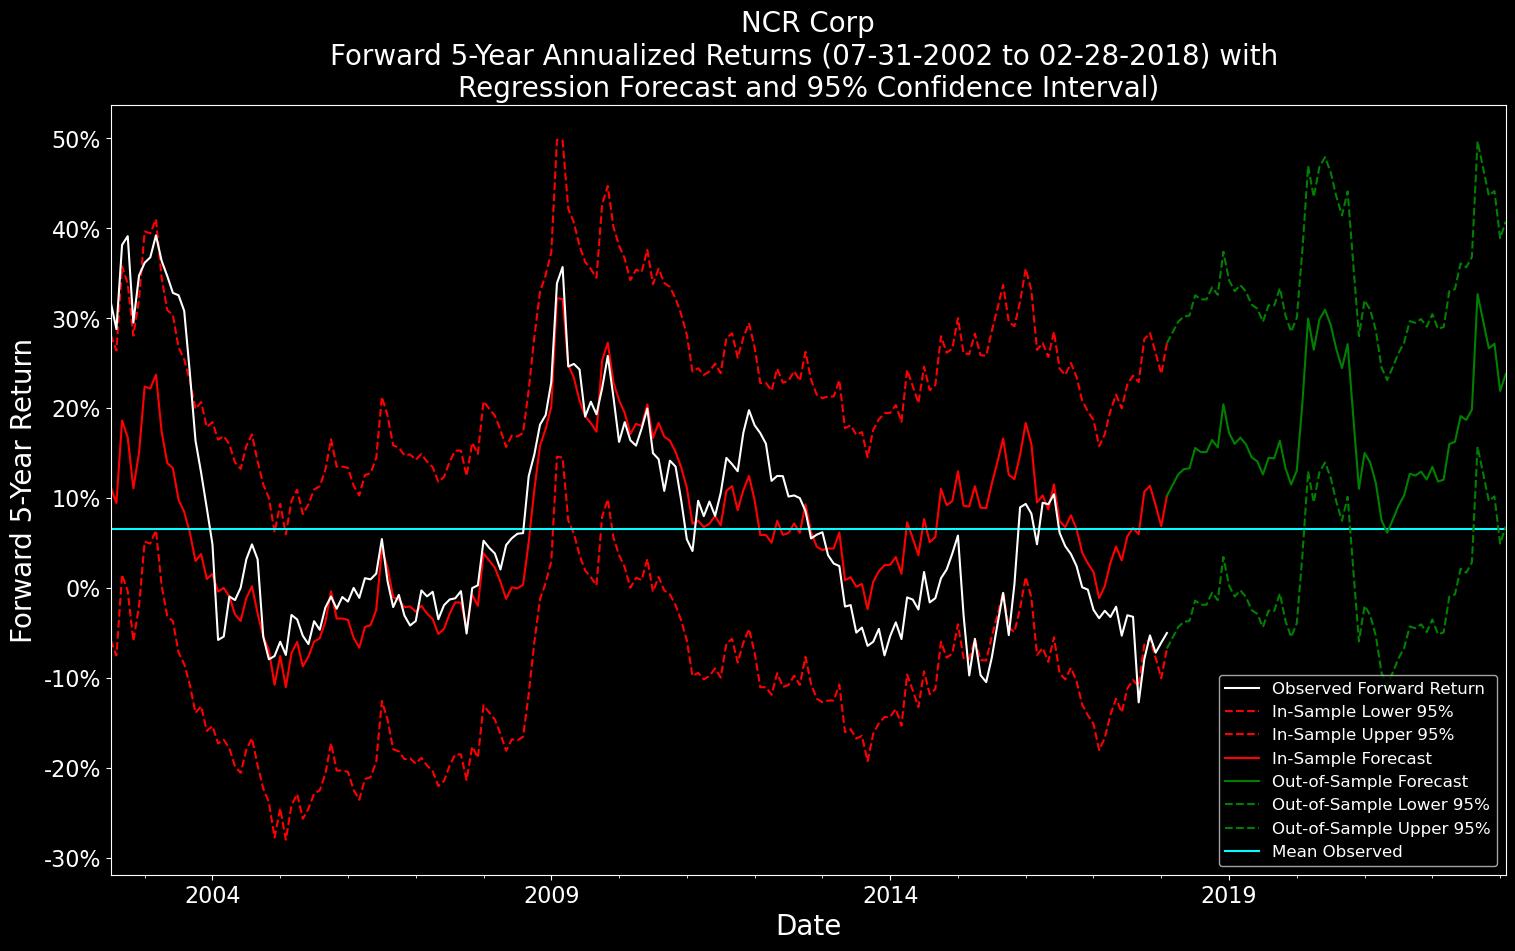 NCR Corp
Forward 5-Year Annualized Returns (07-31-2002 to 02-28-2018) with
Regression Forecast and 95% Confidence Interval)
Forward 5-Year Return
50%
40%
30%
20%
10%
0%
-10%
-20%
-30%
Observed Forward Return
In-Sample Lower 95%
In-Sample Upper 95%
In-Sample Forecast
Out-of-Sample Forecast
Out-of-Sample Lower 95%
Out-of-Sample Upper 95%
Mean Observed
2004
2009
2014
2019
Date